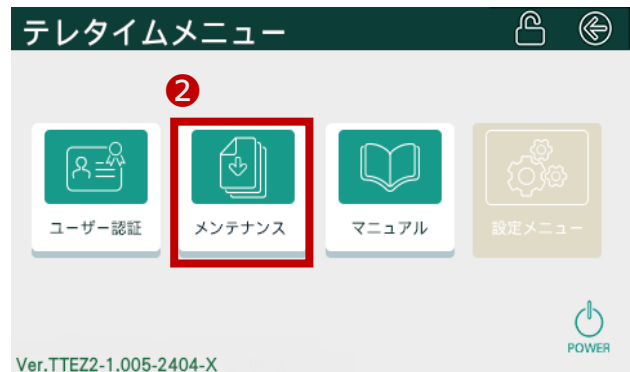 テレタイムメニュー
2
ユーザー認証
メンテナンス
マニュアル
設定メニュー
POWER
Ver.TTEZ2-1.005-2404-X